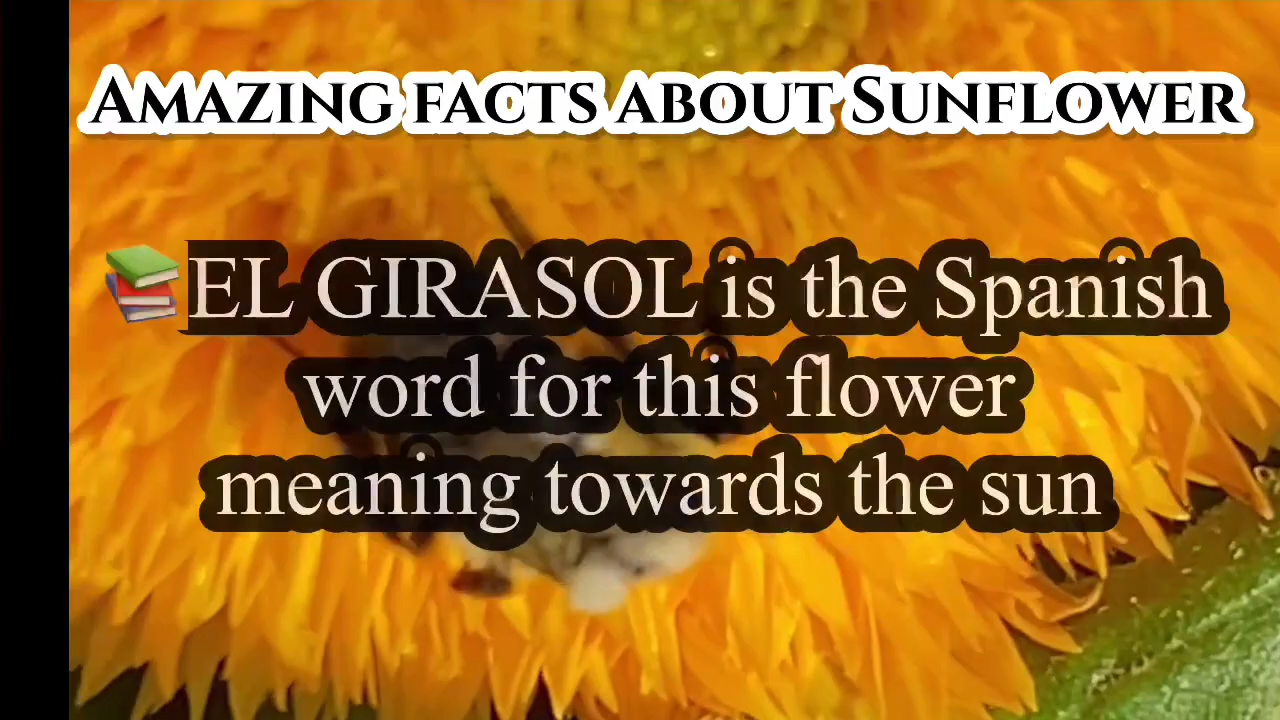 Amazing facts about Sunflower
📚EL GIRASOL is the Spanish
word for this flower
meaning towards the sun